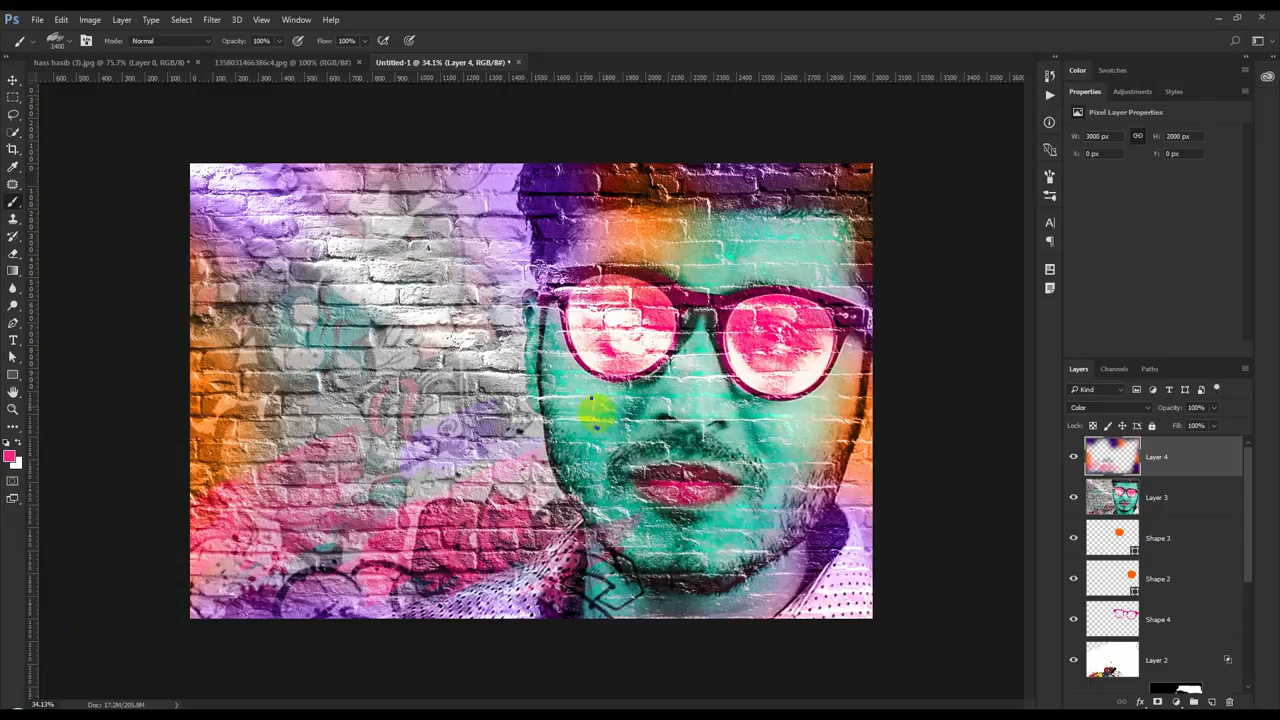 Ps File Edit Image Layer Type Select Filter 3D View Window Help
1400 Mode: Normal Opacity: 100% Flow: 100%
hass hasib (3).jpg @ 75.7% (Layer 0, RGB/8) * × 1358031466386c4.jpg @ 100% (RGB/8#) × Untitled-1 @ 34.1% (Layer 4, RGB/8#) * ×
Color Swatches
Properties Adjustments Styles
Pixel Layer Properties
W: 3000 px H: 2000 px
X: 0 px Y: 0 px
Layers Channels Paths
Kind
Color Opacity: 100%
Lock: Fill: 100%
Layer 4
Layer 3
Shape 3
Shape 2
Shape 4
Layer 2
34.13% Doc: 17.2M/205.8M